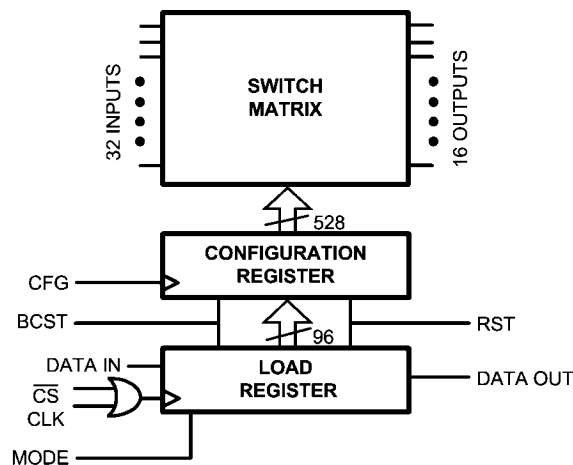 32 INPUTS
SWITCH
MATRIX
16 OUTPUTS
528
CONFIGURATION
REGISTER
CFG
BCST
RST
96
DATA IN
LOAD
REGISTER
DATA OUT
CS
CLK
MODE